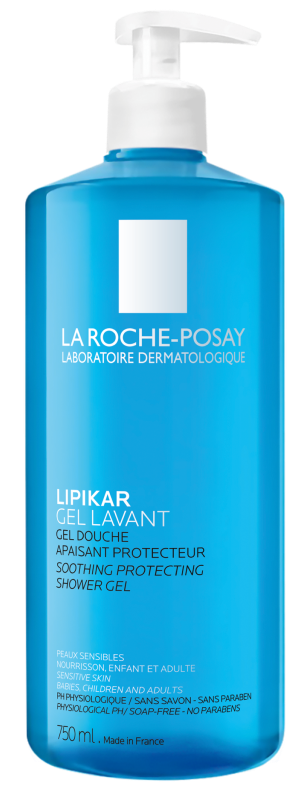 LA ROCHE-POSAY
LABORATOIRE DERMATOLOGIQUE
LIPIKAR
GEL LAVANT
GEL DOUCHE
APAISANT PROTECTEUR
SOOTHING PROTECTING
SHOWER GEL
PEAUX SENSIBLES
NOURRISSON, ENFANT ET ADULTE
SENSITIVE SKIN
BABIES, CHILDREN AND ADULTS
PH PHYSIOLOGIQUE / SANS SAVON - SANS PARABEN
PHYSIOLOGICAL PH/ SOAP-FREE - NO PARABENS
750 ml . Made in France